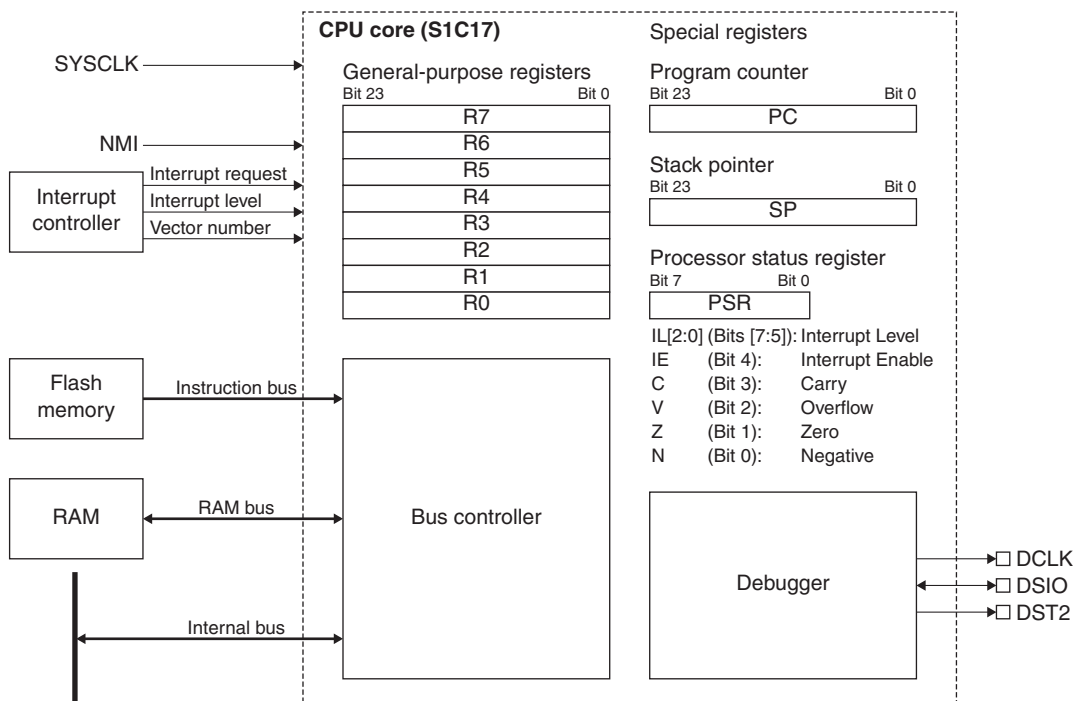 CPU core (S1C17)
Special registers
SYSCLK
General-purpose registers
Bit 23 Bit 0
R7
R6
R5
R4
R3
R2
R1
R0
Program counter
Bit 23 Bit 0
PC
NMI
Interrupt controller
Interrupt request
Interrupt level
Vector number
Stack pointer
Bit 23 Bit 0
SP
Processor status register
Bit 7 Bit 0
PSR
IL[2:0] (Bits [7:5]): Interrupt Level
IE (Bit 4): Interrupt Enable
C (Bit 3): Carry
V (Bit 2): Overflow
Z (Bit 1): Zero
N (Bit 0): Negative
Flash
memory
Instruction bus
RAM
RAM bus
Bus controller
Internal bus
Debugger
DCLK
DSIO
DST2